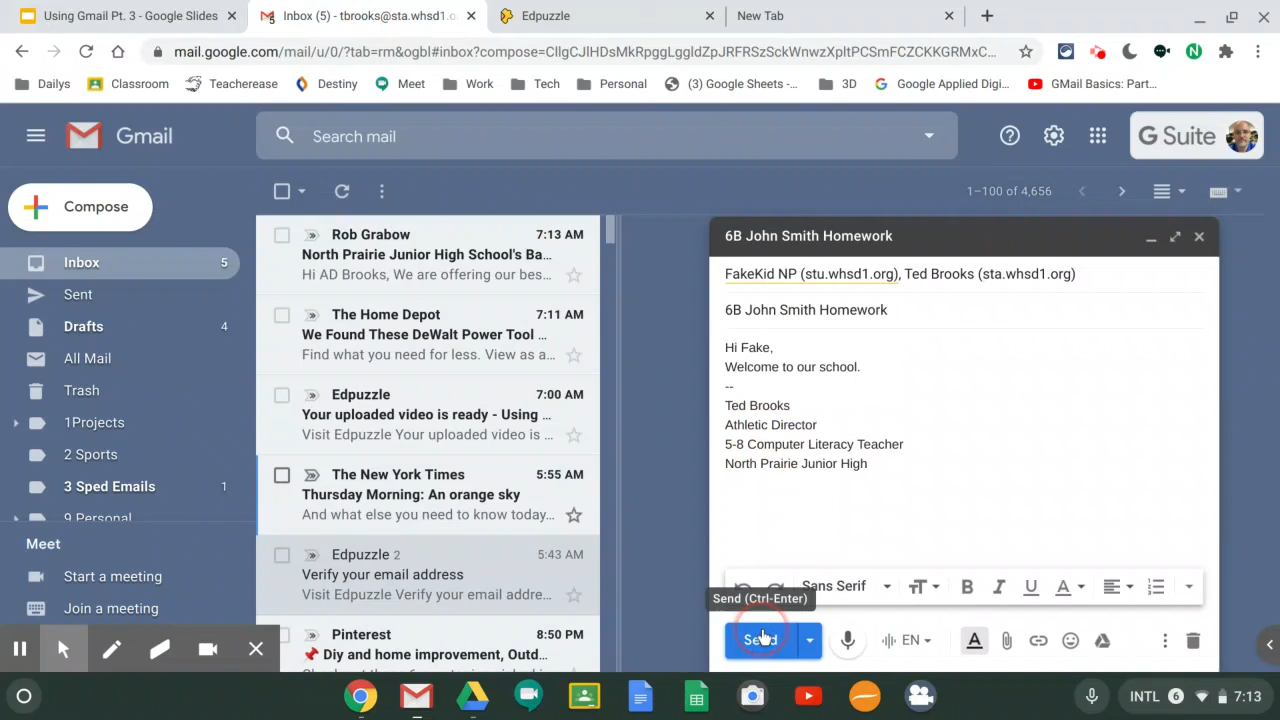 Using Gmail Pt. 3 - Google Slides
Inbox (5) - tbrooks@sta.whsd1.o
Edpuzzle
New Tab
mail.google.com/mail/u/0/?tab=rm&ogbl#inbox?compose=CllgCJlHDsMkRpggLggldZpJRFRSzSckWnwzXpltPCSmFCZCKKGRMxC...
Dailys
Classroom
Teacherease
Destiny
Meet
Work
Tech
Personal
(3) Google Sheets -...
3D
Google Applied Digi...
GMail Basics: Part...
Gmail
Search mail
G Suite
Compose
1–100 of 4,656
Inbox 5
Sent
Drafts 4
All Mail
Trash
1Projects
2 Sports
3 Sped Emails 1
9 Personal
Meet
Start a meeting
Join a meeting
Rob Grabow 7:13 AM
North Prairie Junior High School's Ba...
Hi AD Brooks, We are offering our bes...
The Home Depot 7:11 AM
We Found These DeWalt Power Tool ...
Find what you need for less. View as a...
Edpuzzle 7:00 AM
Your uploaded video is ready - Using ...
Visit Edpuzzle Your uploaded video is ...
The New York Times 5:55 AM
Thursday Morning: An orange sky
And what else you need to know today...
Edpuzzle 2 5:43 AM
Verify your email address
Visit Edpuzzle Verify your email addre...
Pinterest 8:50 PM
📌 Diy and home improvement, Outd...
6B John Smith Homework
FakeKid NP (stu.whsd1.org), Ted Brooks (sta.whsd1.org)
6B John Smith Homework
Hi Fake,
Welcome to our school.
--
Ted Brooks
Athletic Director
5-8 Computer Literacy Teacher
North Prairie Junior High
Sans Serif
Send (Ctrl-Enter)
Send
EN
INTL 6 7:13